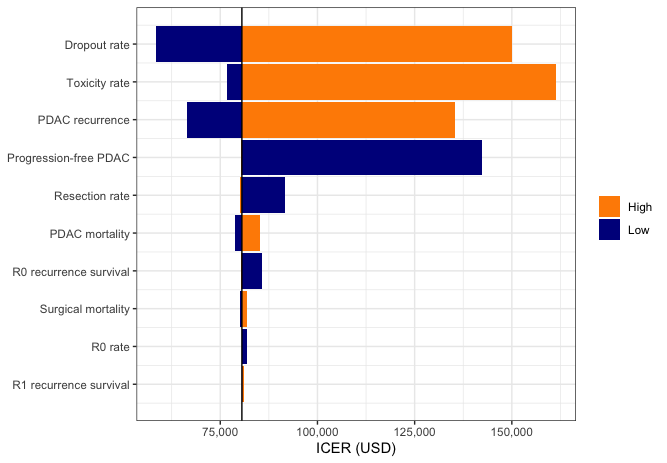 Dropout rate
Toxicity rate
PDAC recurrence
Progression-free PDAC
Resection rate
PDAC mortality
R0 recurrence survival
Surgical mortality
R0 rate
R1 recurrence survival
High
Low
75,000 100,000 125,000 150,000
ICER (USD)